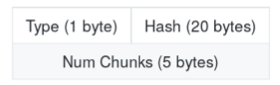 Type (1 byte) Hash (20 bytes)
Num Chunks (5 bytes)